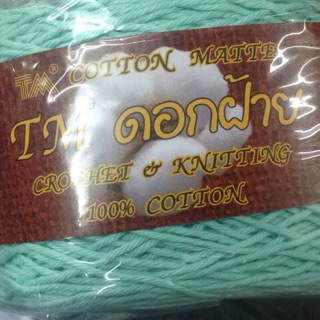 TM® COTTON MATTE
TM ดอกฝ้าย
CROCHET & KNITTING
100% COTTON